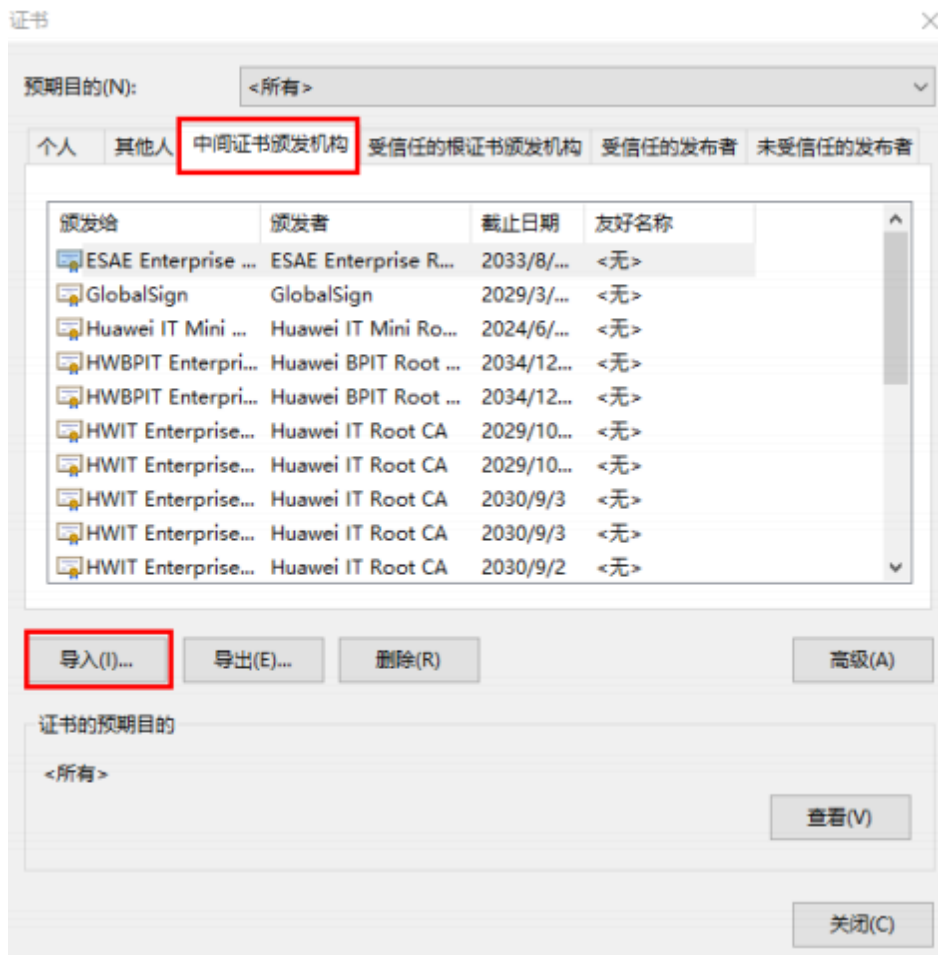 证书
预期目的(N): <所有>
个人 其他人 中间证书颁发机构 受信任的根证书颁发机构 受信任的发布者 未受信任的发布者
颁发给 颁发者 截止日期 友好名称
ESAE Enterprise ... ESAE Enterprise R... 2033/8/... <无>
GlobalSign GlobalSign 2029/3/... <无>
Huawei IT Mini ... Huawei IT Mini Ro... 2024/6/... <无>
HWBPIT Enterpri... Huawei BPIT Root ... 2034/12... <无>
HWBPIT Enterpri... Huawei BPIT Root ... 2034/12... <无>
HWIT Enterprise... Huawei IT Root CA 2029/10... <无>
HWIT Enterprise... Huawei IT Root CA 2029/10... <无>
HWIT Enterprise... Huawei IT Root CA 2030/9/3 <无>
HWIT Enterprise... Huawei IT Root CA 2030/9/3 <无>
HWIT Enterprise... Huawei IT Root CA 2030/9/2 <无>
导入(I)... 导出(E)... 删除(R) 高级(A)
证书的预期目的
<所有>
查看(V)
关闭(C)